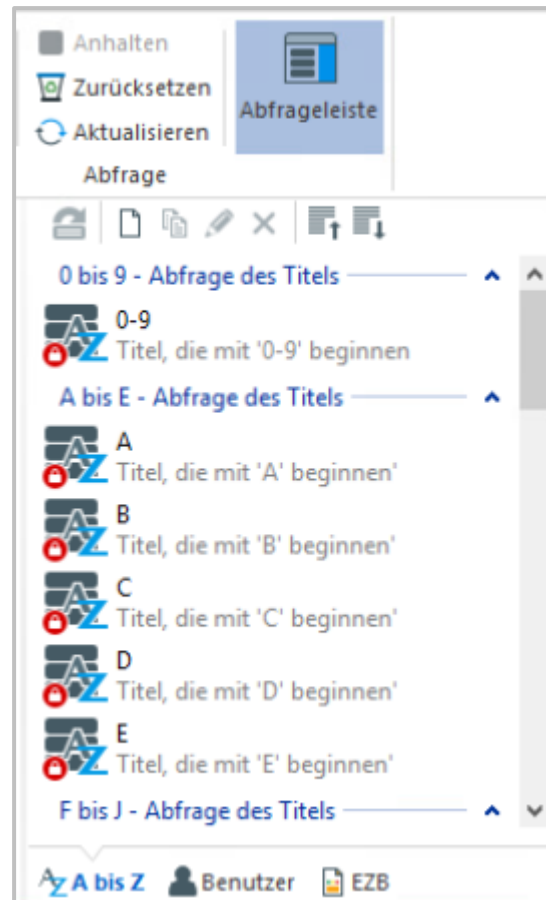 Anhalten
Zurücksetzen
Aktualisieren
Abfrage
Abfrageleiste
0 bis 9 - Abfrage des Titels
0-9
Titel, die mit '0-9' beginnen
A bis E - Abfrage des Titels
A
Titel, die mit 'A' beginnen'
B
Titel, die mit 'B' beginnen'
C
Titel, die mit 'C' beginnen'
D
Titel, die mit 'D' beginnen'
E
Titel, die mit 'E' beginnen'
F bis J - Abfrage des Titels
A bis Z Benutzer EZB